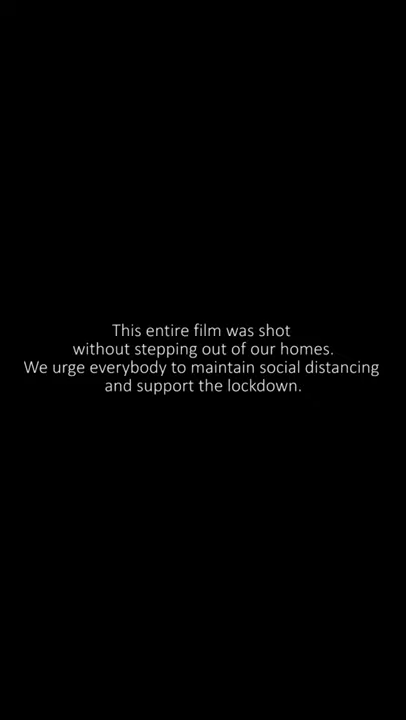 This entire film was shot
without stepping out of our homes.
We urge everybody to maintain social distancing
and support the lockdown.